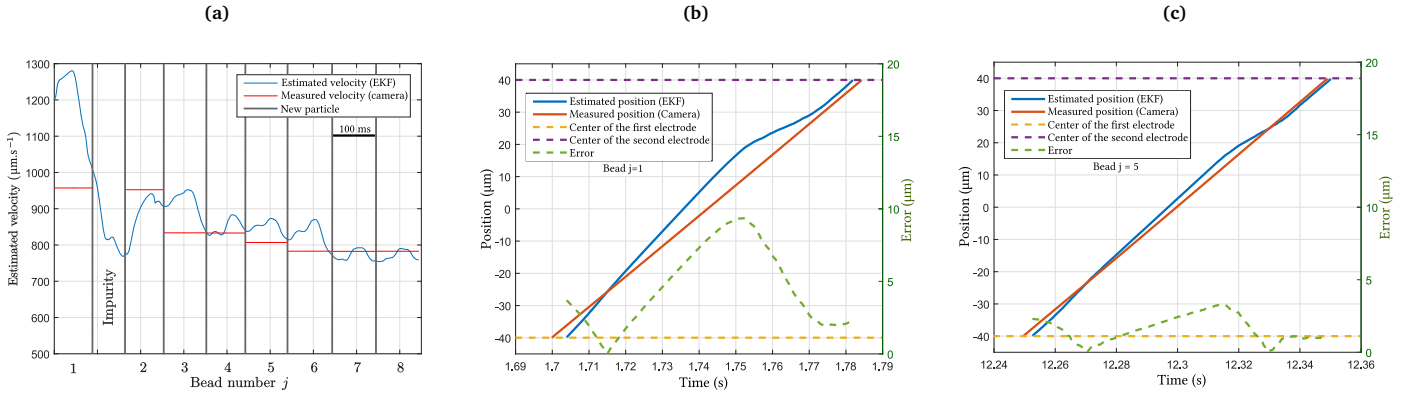 (a)
(b)
(c)
1300
1200
1100
1000
900
800
700
600
500
Estimated velocity (µm.s⁻¹)
Estimated velocity (EKF)
Measured velocity (camera)
New particle
100 ms
Impurity
1 2 3 4 5 6 7 8
Bead number j
40
30
20
10
0
−10
−20
−30
−40
Position (µm)
Estimated position (EKF)
Measured position (Camera)
Center of the first electrode
Center of the second electrode
Error
Bead j=1
20
15
10
5
0
Error (µm)
1.69 1.7 1.71 1.72 1.73 1.74 1.75 1.76 1.77 1.78 1.79
Time (s)
40
30
20
10
0
−10
−20
−30
−40
Position (µm)
Estimated position (EKF)
Measured position (Camera)
Center of the first electrode
Center of the second electrode
Error
Bead j = 5
20
15
10
5
0
Error (µm)
12.24 12.26 12.28 12.3 12.32 12.34 12.36
Time (s)